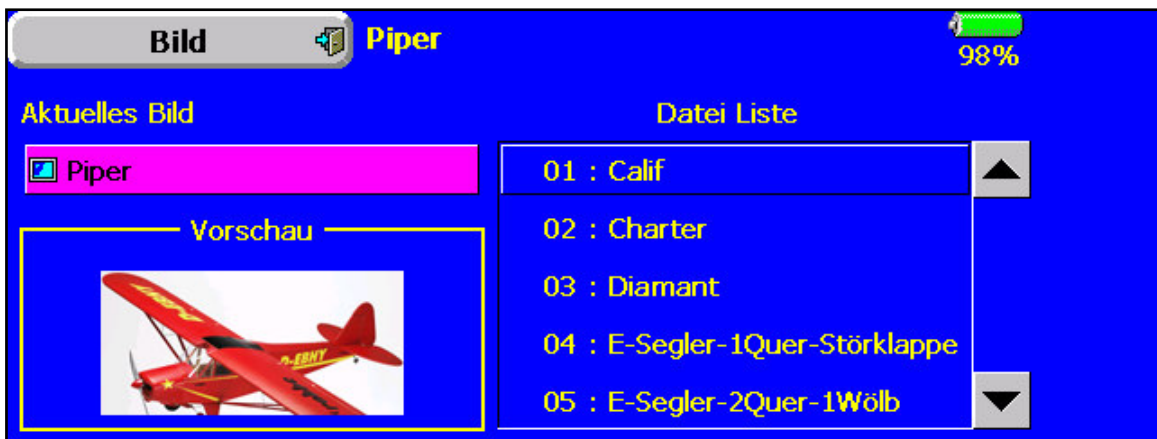 Bild
Piper
98%
Aktuelles Bild
Datei Liste
Piper
Vorschau
D-EBHY
01 : Calif
02 : Charter
03 : Diamant
04 : E-Segler-1Quer-Störklappe
05 : E-Segler-2Quer-1Wölb